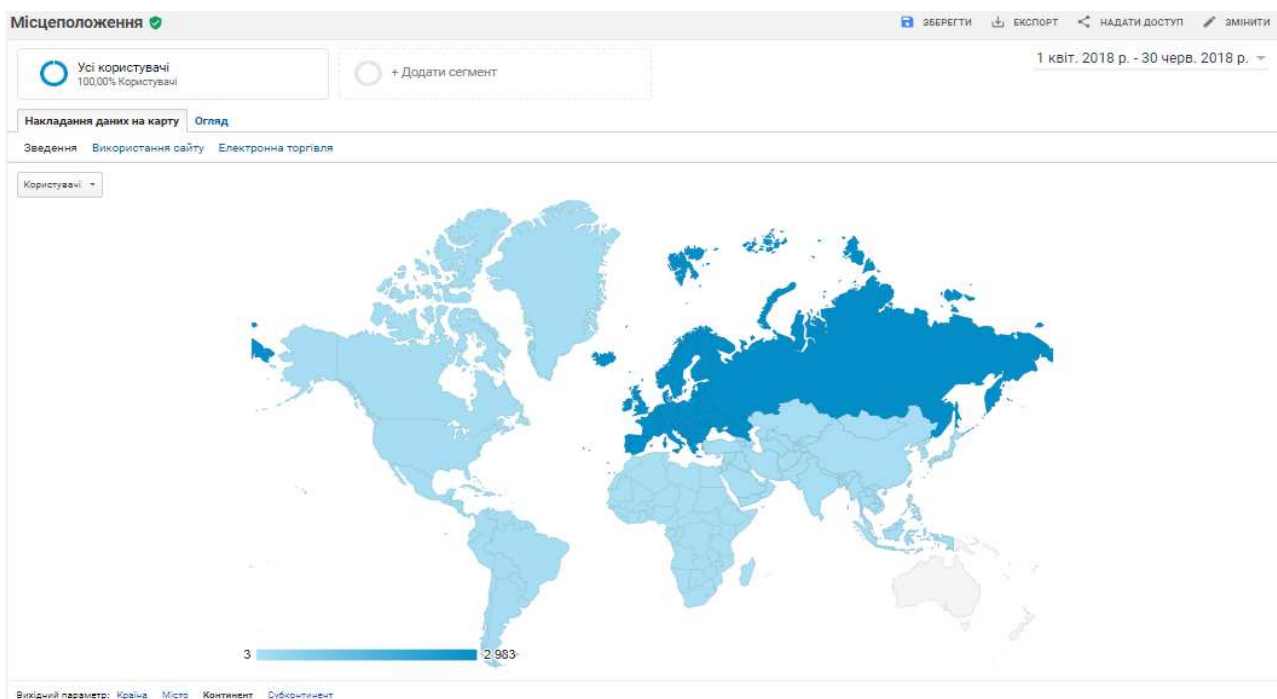 Місцеположення
ЗБЕРЕГТИ ЕКСПОРТ НАДАТИ ДОСТУП ЗМІНИТИ
Усі користувачі
100,00% Користувачі
+ Додати сегмент
1 квіт. 2018 р. - 30 черв. 2018 р.
Накладання даних на карту Огляд
Зведення Використання сайту Електронна торгівля
Користувачі
3 2 983
Вихідний параметр: Країна Місто Континент Субконтинент